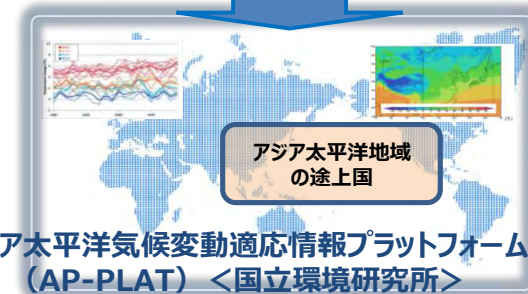 アジア太平洋地域
の途上国
ア太平洋気候変動適応情報プラットフォーム
（AP-PLAT）＜国立環境研究所＞